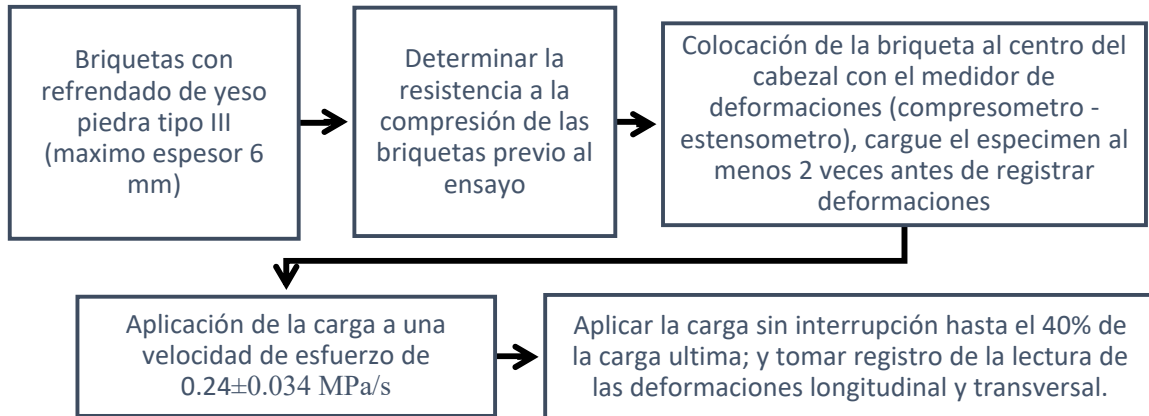 Briquetas con
refrendado de yeso
piedra tipo III
(maximo espesor 6
mm)
Determinar la
resistencia a la
compresión de las
briquetas previo al
ensayo
Colocación de la briqueta al centro del
cabezal con el medidor de
deformaciones (compresometro -
estensometro), cargue el especimen al
menos 2 veces antes de registrar
deformaciones
Aplicación de la carga a una
velocidad de esfuerzo de
0.24±0.034 MPa/s
Aplicar la carga sin interrupción hasta el 40% de
la carga ultima; y tomar registro de la lectura de
las deformaciones longitudinal y transversal.